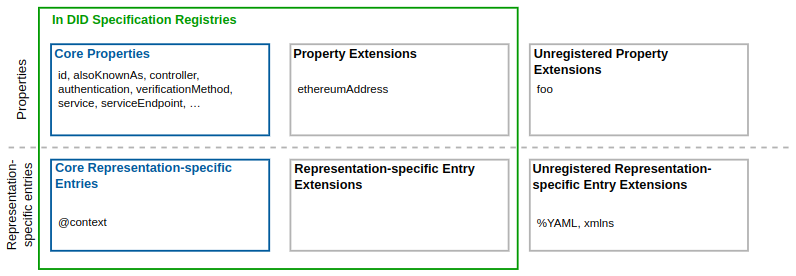 In DID Specification Registries
Properties
Core Properties
id, alsoKnownAs, controller,
authentication, verificationMethod,
service, serviceEndpoint, …
Property Extensions
ethereumAddress
Unregistered Property
Extensions
foo
Representation-
specific entries
Core Representation-specific
Entries
@context
Representation-specific Entry
Extensions
Unregistered Representation-
specific Entry Extensions
%YAML, xmlns